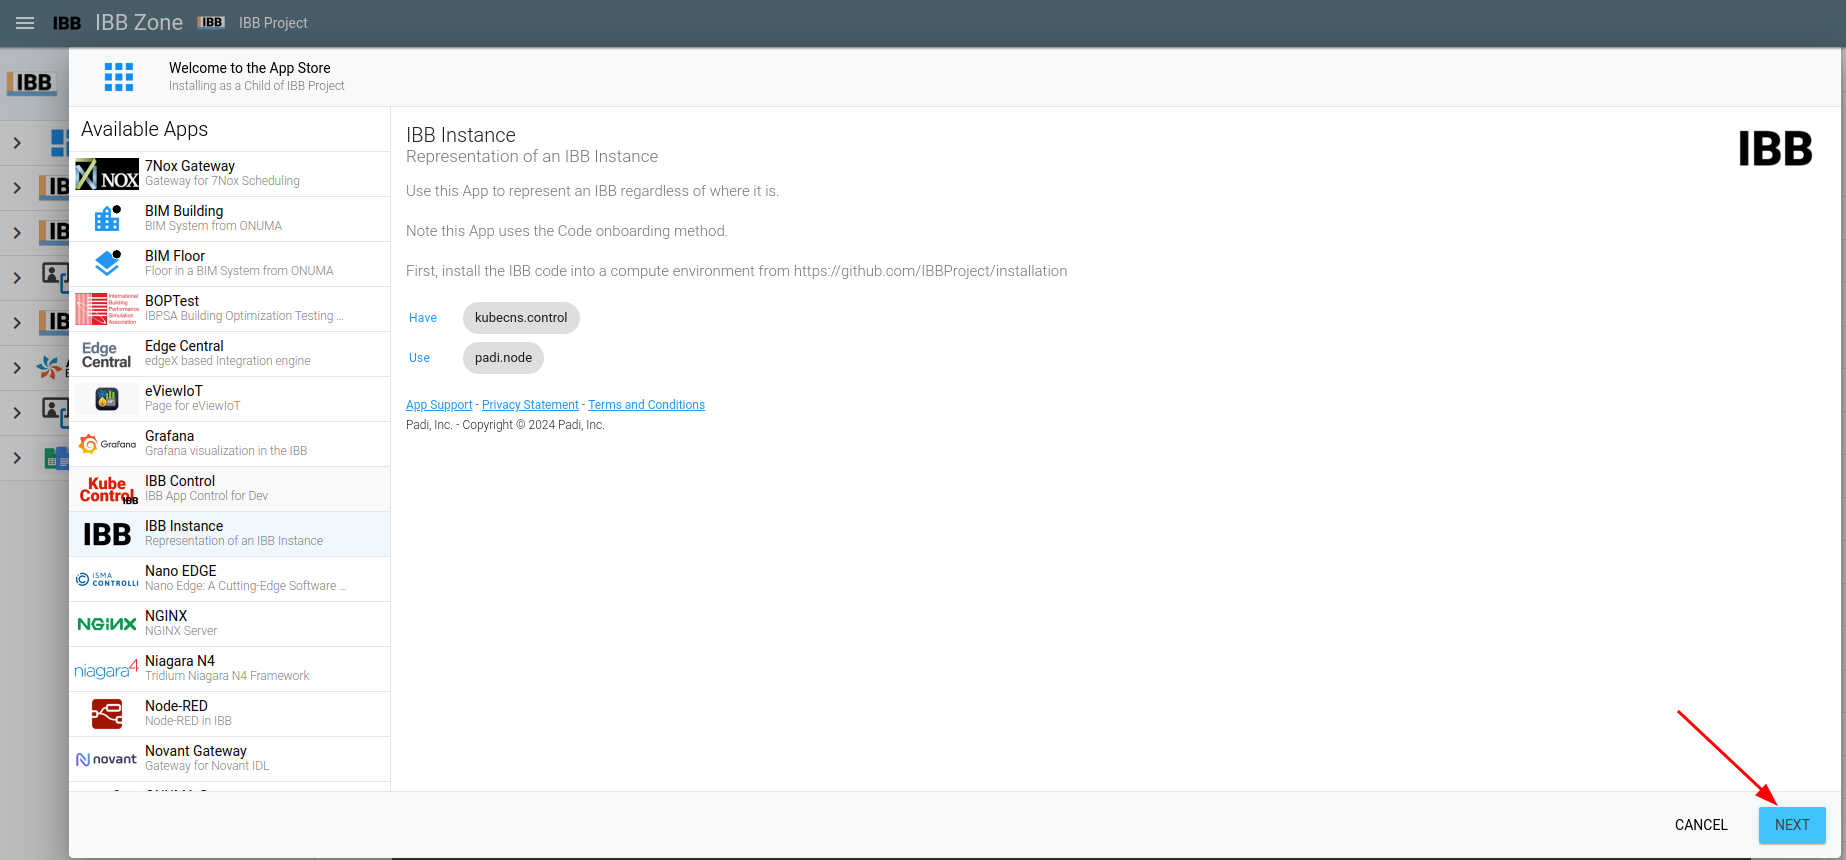 IBB IBB Zone IBB IBB Project
IBB
Welcome to the App Store
Installing as a Child of IBB Project
Available Apps
NOX
7Nox Gateway
Gateway for 7Nox Scheduling
BIM Building
BIM System from ONUMA
BIM Floor
Floor in a BIM System from ONUMA
International
Building
Performance
Simulation
Association
BOPTest
IBPSA Building Optimization Testing ...
Edge
Central
Edge Central
edgeX based Integration engine
eViewIoT
Page for eViewIoT
Grafana
Grafana
Grafana visualization in the IBB
Kube
Control
IBB
IBB Control
IBB App Control for Dev
IBB
IBB Instance
Representation of an IBB Instance
iSMA
CONTROLLI
Nano EDGE
Nano Edge: A Cutting-Edge Software ...
NGINX
NGINX
NGINX Server
niagara4
Niagara N4
Tridium Niagara N4 Framework
Node-RED
Node-RED in IBB
novant
Novant Gateway
Gateway for Novant IDL
IBB Instance
Representation of an IBB Instance
IBB
Use this App to represent an IBB regardless of where it is.
Note this App uses the Code onboarding method.
First, install the IBB code into a compute environment from https://github.com/IBBProject/installation
Have kubecns.control
Use padi.node
App Support - Privacy Statement - Terms and Conditions
Padi, Inc. - Copyright © 2024 Padi, Inc.
CANCEL NEXT